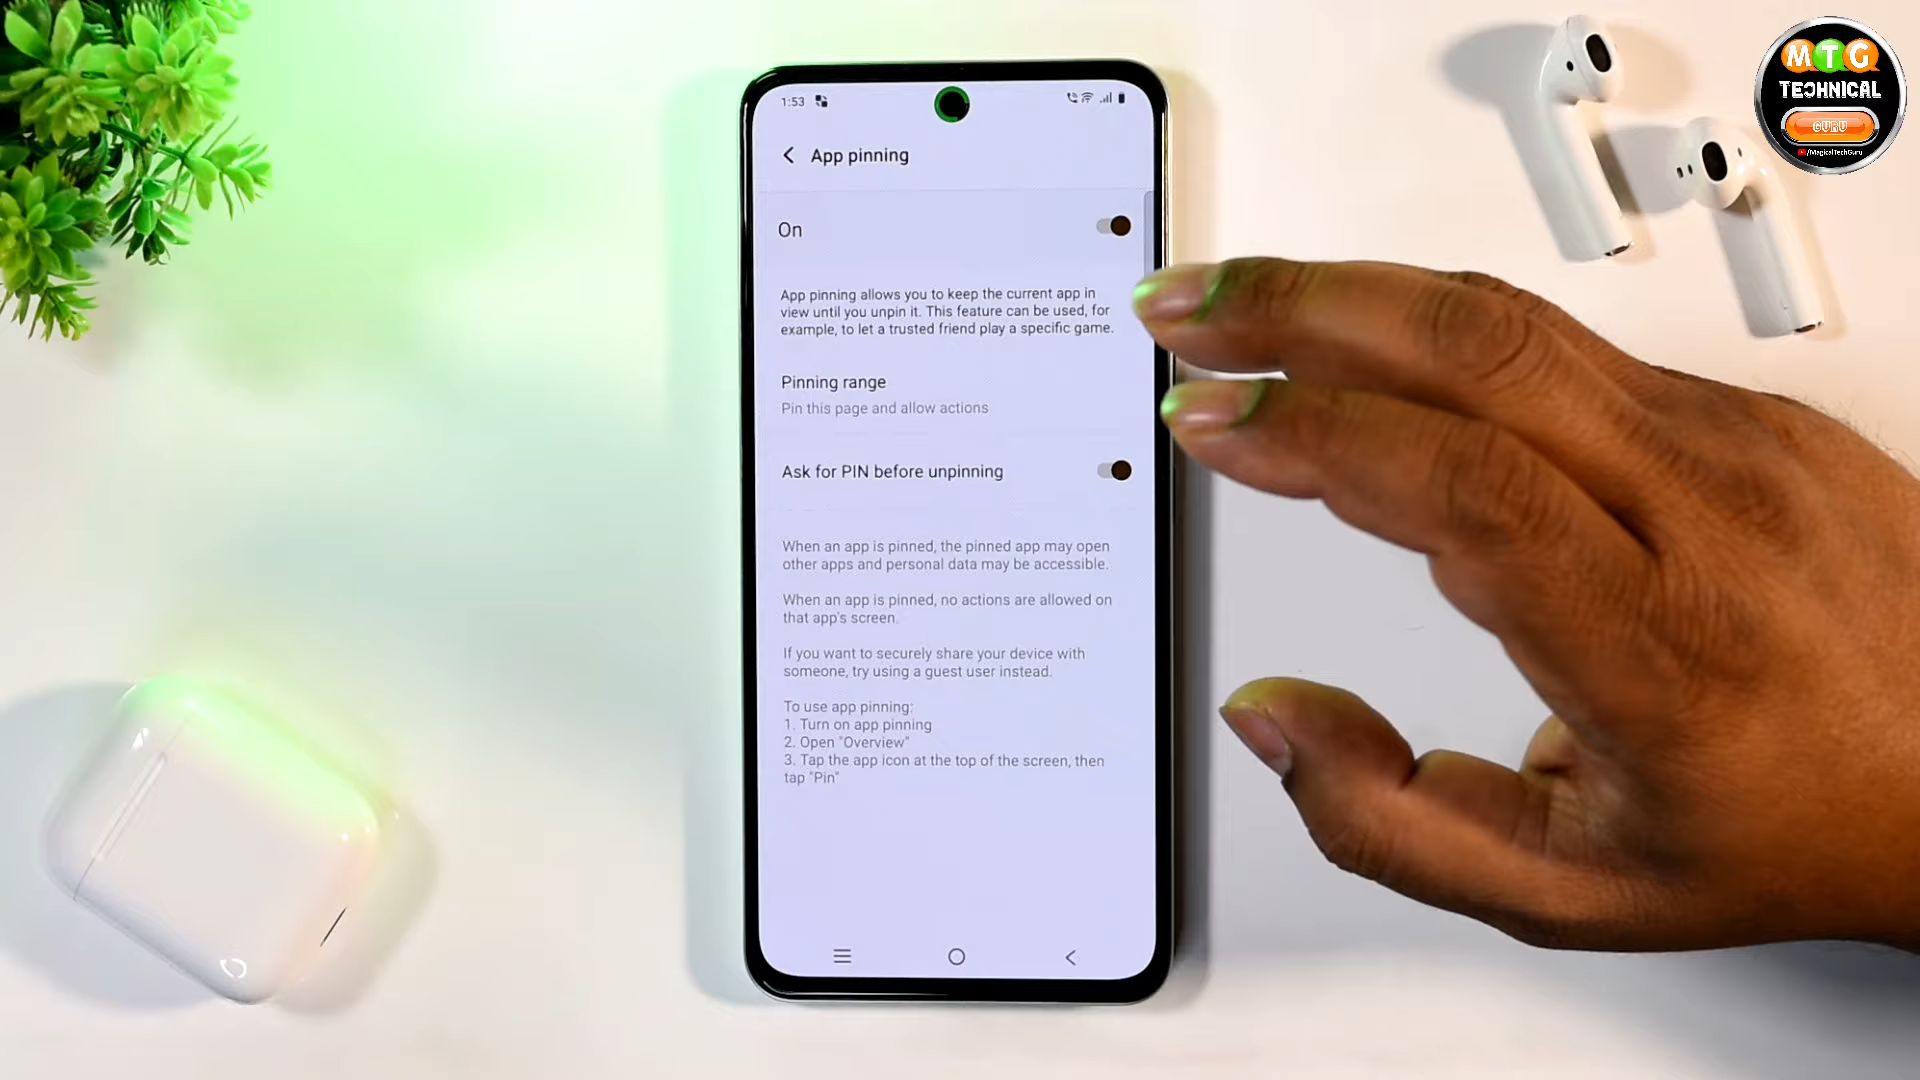 1:53
App pinning
On
App pinning allows you to keep the current app in
view until you unpin it. This feature can be used, for
example, to let a trusted friend play a specific game.
Pinning range
Pin this page and allow actions
Ask for PIN before unpinning
When an app is pinned, the pinned app may open
other apps and personal data may be accessible.
When an app is pinned, no actions are allowed on
that app's screen.
If you want to securely share your device with
someone, try using a guest user instead.
To use app pinning:
1. Turn on app pinning
2. Open "Overview"
3. Tap the app icon at the top of the screen, then
tap "Pin"
MTG
TECHNICAL
GURU
/MagicalTechGuru